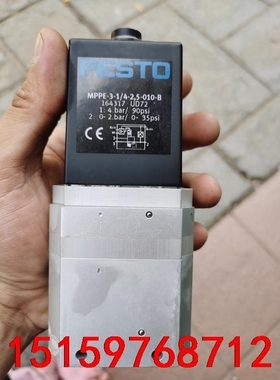 FESTO
MPPE-3-1/4-2,5-010-B
164317 UD72
1: 4.bar/ 90psi
2: 0- 2.bar/ 0- 35psi
CE
15159768712